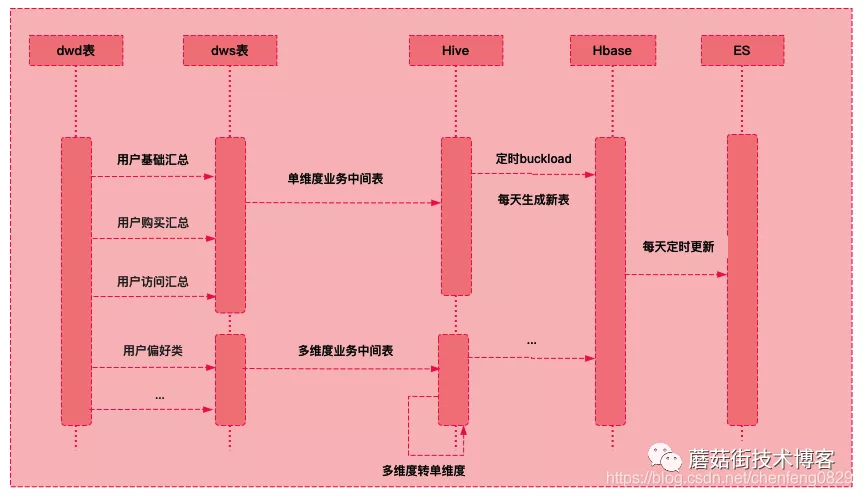 dwd表
dws表
Hive
Hbase
ES
用户基础汇总
定时buckload
单维度业务中间表
每天生成新表
用户购买汇总
每天定时更新
用户访问汇总
用户偏好类
多维度业务中间表
...
...
多维度转单维度
蘑菇街技术博客
https://blog.csdn.net/chenfeng0829